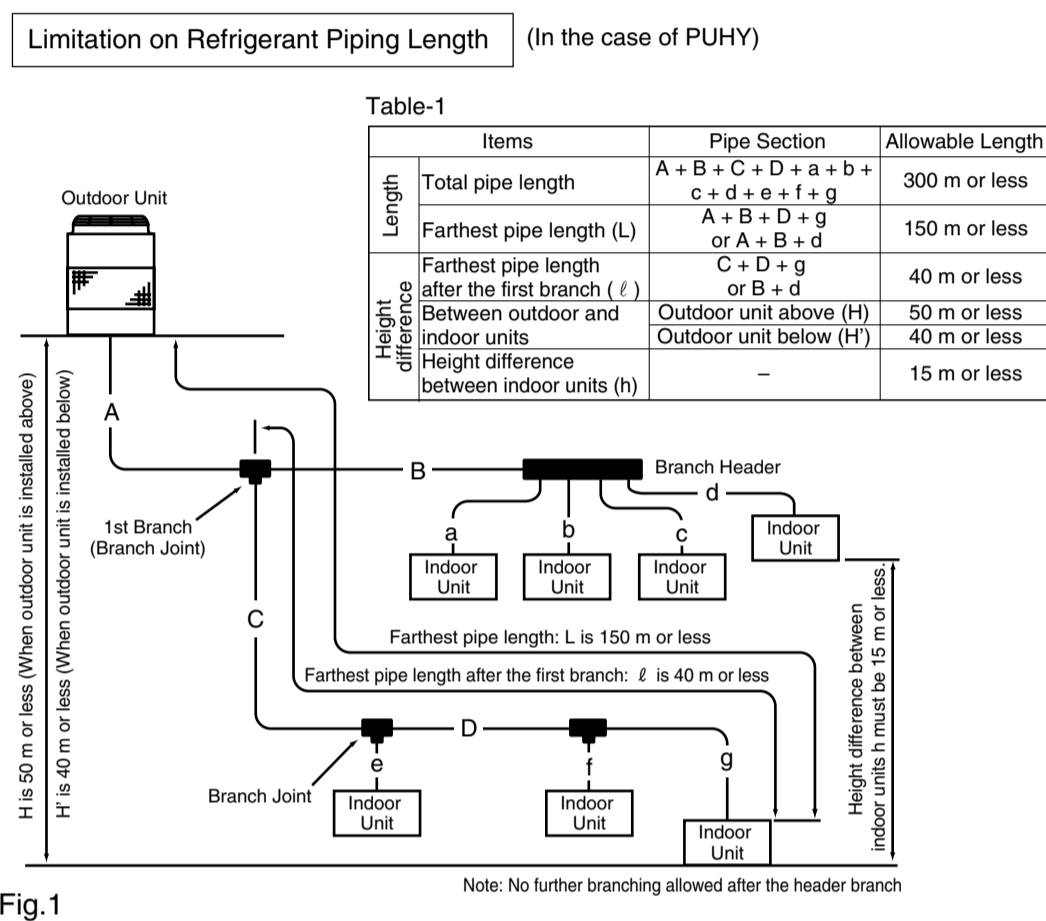 Limitation on Refrigerant Piping Length
(In the case of PUHY)
Table-1
Items
Pipe Section
Allowable Length
Length
Total pipe length
A + B + C + D + a + b +
c + d + e + f + g
300 m or less
Farthest pipe length (L)
A + B + D + g
or A + B + d
150 m or less
Height
difference
Farthest pipe length
after the first branch ( ℓ )
C + D + g
or B + d
40 m or less
Between outdoor and
indoor units
Outdoor unit above (H)
50 m or less
Outdoor unit below (H')
40 m or less
Height difference
between indoor units (h)
–
15 m or less
Outdoor Unit
H is 50 m or less (When outdoor unit is installed above)
H' is 40 m or less (When outdoor unit is installed below)
A
B
Branch Header
1st Branch
(Branch Joint)
a
b
c
d
Indoor
Unit
Indoor
Unit
Indoor
Unit
Indoor
Unit
C
Farthest pipe length: L is 150 m or less
Farthest pipe length after the first branch: ℓ is 40 m or less
Height difference between
indoor units h must be 15 m or less.
D
e
f
g
Branch Joint
Indoor
Unit
Indoor
Unit
Indoor
Unit
Note: No further branching allowed after the header branch
Fig.1